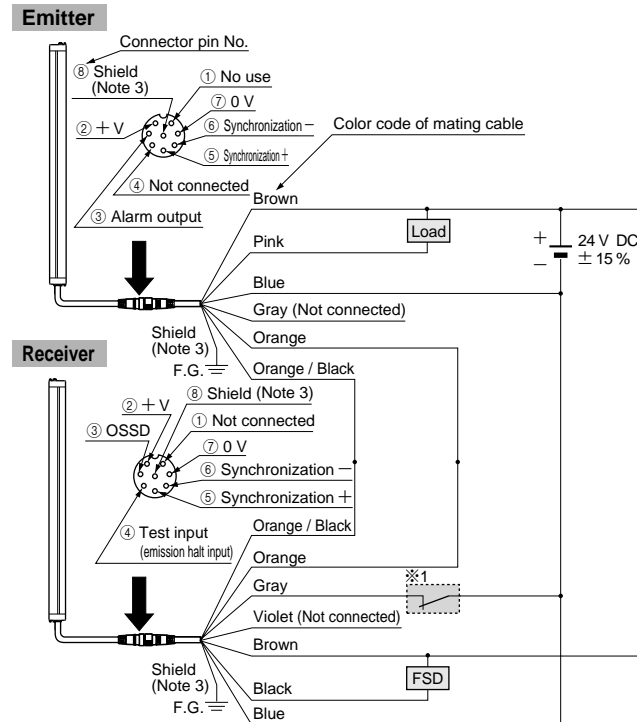 Emitter
Connector pin No.
⑧ Shield
(Note 3)
① No use
⑦ 0 V
② + V
⑥ Synchronization −
Color code of mating cable
⑤ Synchronization +
④ Not connected
③ Alarm output
Brown
Load
+
−
24 V DC
± 15 %
Pink
Blue
Gray (Not connected)
Shield
(Note 3)
F.G.
Orange
Orange / Black
Receiver
② + V
⑧ Shield (Note 3)
③ OSSD
① Not connected
⑦ 0 V
⑥ Synchronization −
⑤ Synchronization +
④ Test input
(emission halt input)
Orange / Black
Orange
※1
Gray
Violet (Not connected)
Brown
Shield
(Note 3)
F.G.
FSD
Black
Blue